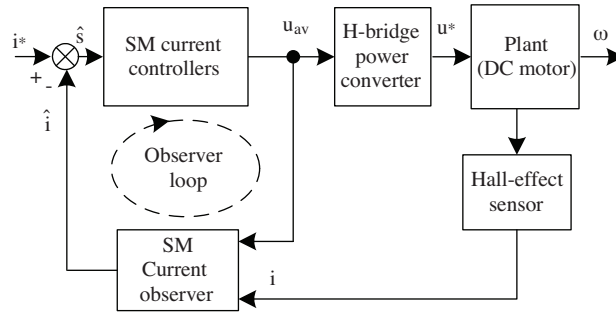 i*
+
-
ŝ
SM current
controllers
u_av
H-bridge
power
converter
u*
Plant
(DC motor)
ω
î
Observer
loop
Hall-effect
sensor
SM
Current
observer
i